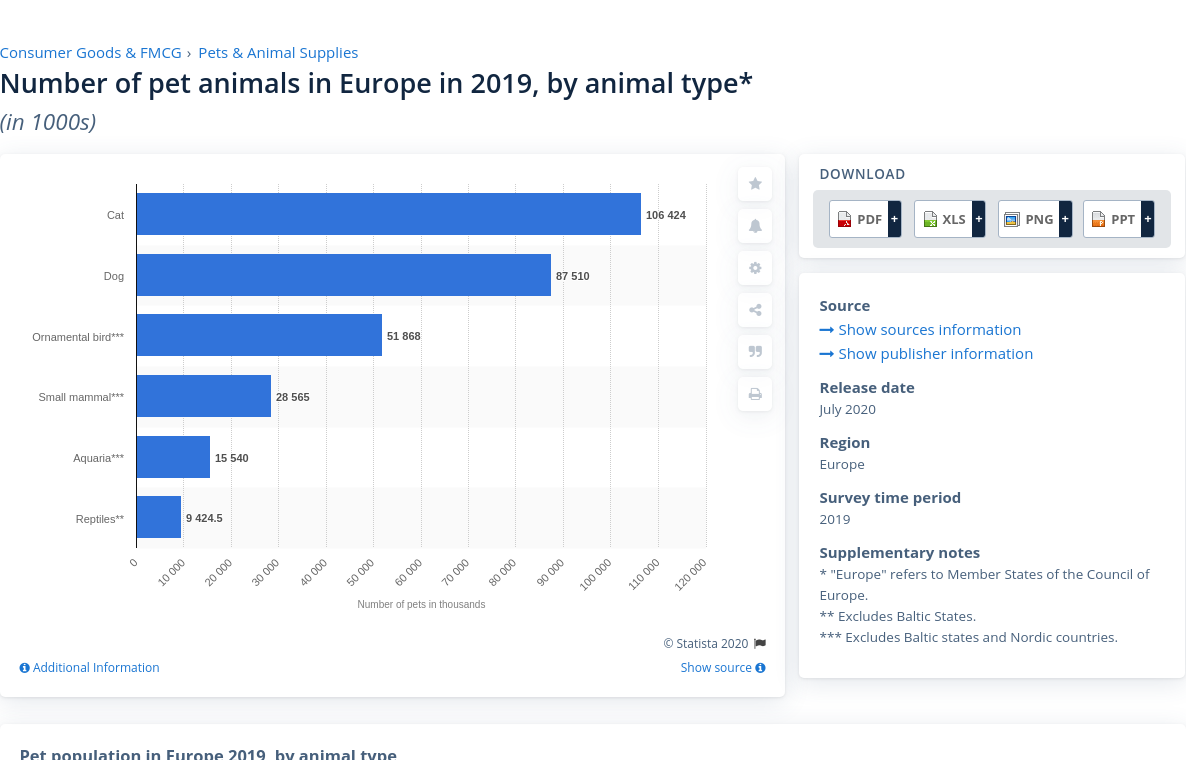 Consumer Goods & FMCG › Pets & Animal Supplies
Number of pet animals in Europe in 2019, by animal type*
(in 1000s)
Cat 106 424
Dog 87 510
Ornamental bird*** 51 868
Small mammal*** 28 565
Aquaria*** 15 540
Reptiles** 9 424.5
0 10 000 20 000 30 000 40 000 50 000 60 000 70 000 80 000 90 000 100 000 110 000 120 000
Number of pets in thousands
© Statista 2020
Additional Information
Show source
DOWNLOAD
PDF + XLS + PNG + PPT +
Source
Show sources information
Show publisher information
Release date
July 2020
Region
Europe
Survey time period
2019
Supplementary notes
* "Europe" refers to Member States of the Council of
Europe.
** Excludes Baltic States.
*** Excludes Baltic states and Nordic countries.
Pet population in Europe 2019, by animal type